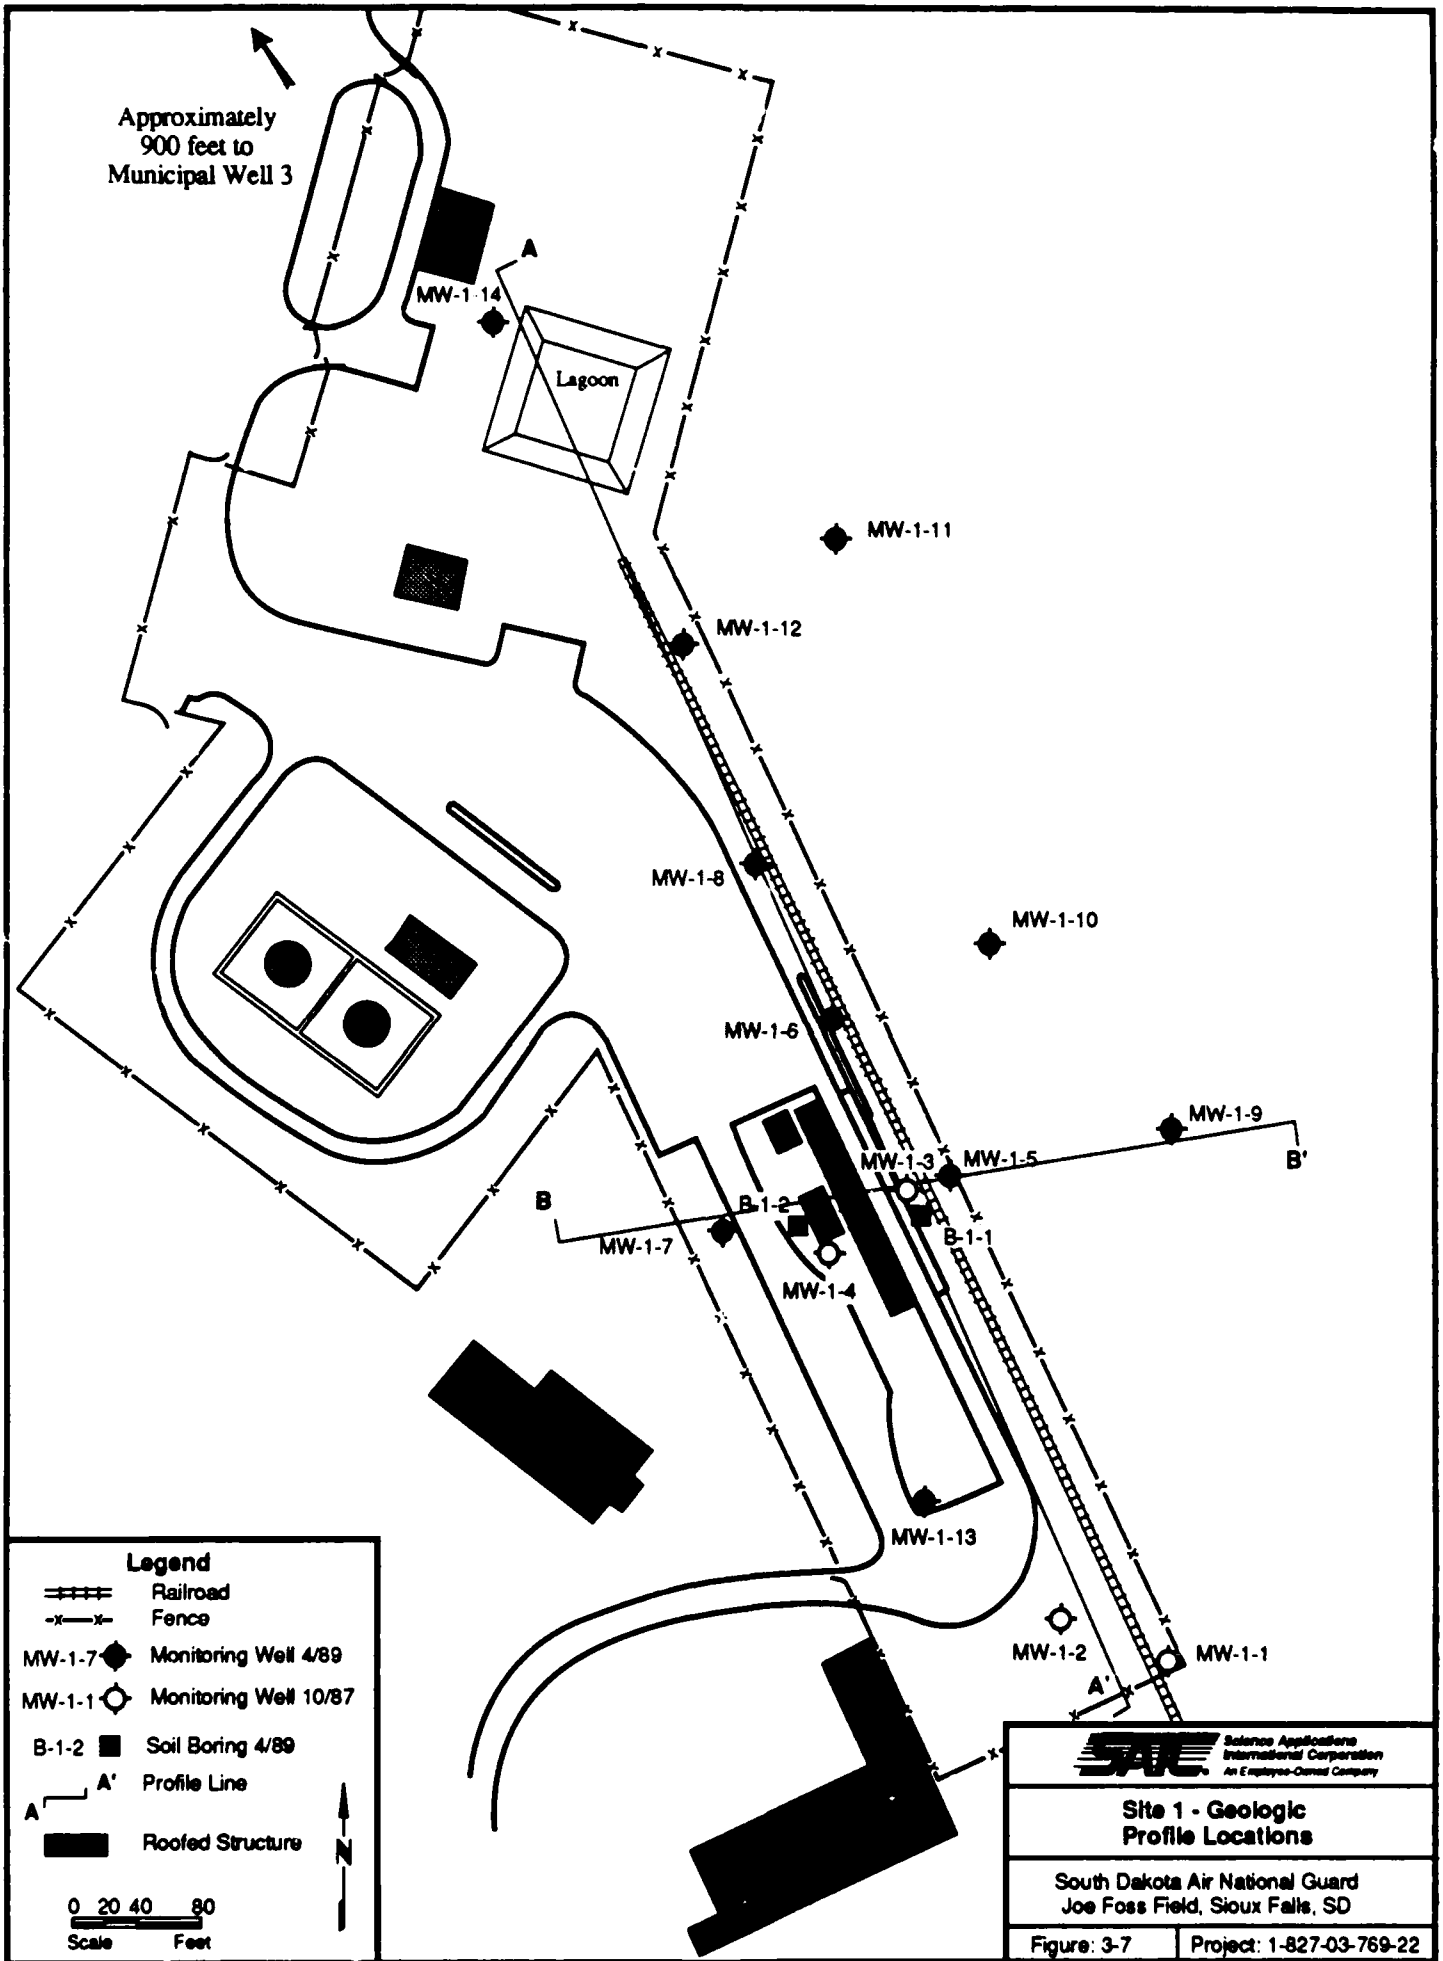 Approximately
900 feet to
Municipal Well 3
A
MW-1-14
Lagoon
MW-1-11
MW-1-12
MW-1-8
MW-1-10
MW-1-6
MW-1-9
MW-1-3
MW-1-5
B'
B
B-1-2
MW-1-7
B-1-1
MW-1-4
MW-1-13
MW-1-2
MW-1-1
A'
Legend
Railroad
Fence
MW-1-7 Monitoring Well 4/89
MW-1-1 Monitoring Well 10/87
B-1-2 Soil Boring 4/89
A A' Profile Line
Roofed Structure
N
0 20 40 80
Scale Feet
SAIC
Science Applications
International Corporation
An Employee-Owned Company
Site 1 - Geologic
Profile Locations
South Dakota Air National Guard
Joe Foss Field, Sioux Falls, SD
Figure: 3-7 Project: 1-827-03-769-22